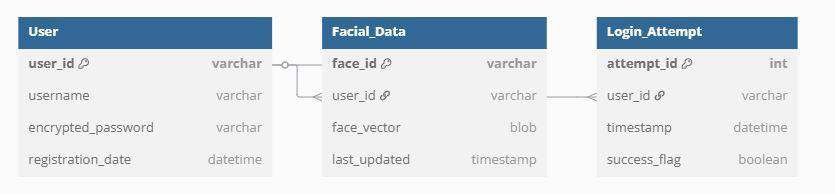 User
user_id varchar
username varchar
encrypted_password varchar
registration_date datetime
Facial_Data
face_id varchar
user_id varchar
face_vector blob
last_updated timestamp
Login_Attempt
attempt_id int
user_id varchar
timestamp datetime
success_flag boolean